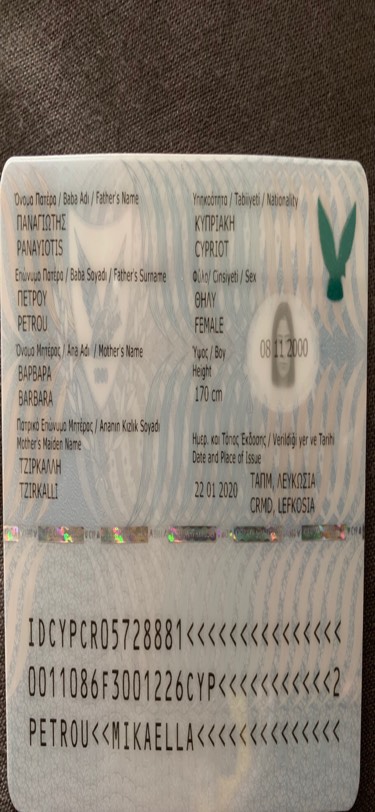 Όνομα Πατέρα / Baba Adı / Father's Name
ΠΑΝΑΓΙΩΤΗΣ
PANAYIOTIS
Επώνυμο Πατέρα / Baba Soyadı / Father's Surname
ΠΕΤΡΟΥ
PETROU
Όνομα Μητέρας / Ana Adı / Mother's Name
ΒΑΡΒΑΡΑ
BARBARA
Πατρικό Επώνυμο Μητέρας / Ananın Kızlık Soyadı
Mother's Maiden Name
ΤΖΙΡΚΑΛΛΗ
TZIRKALLI
Υπηκοότητα / Tabiiyeti / Nationality
ΚΥΠΡΙΑΚΗ
CYPRIOT
Φύλο / Cinsiyeti / Sex
ΘΗΛΥ
FEMALE
Ύψος / Boy
Height
170 cm
08 11 2000
Ημερ. και Τόπος Έκδοσης / Verildiği yer ve Tarihi
Date and Place of Issue
22 01 2020 ΤΑΠΜ, ΛΕΥΚΩΣΙΑ
CRMD, LEFKOSIA
IDCYPCR05728881<<<<<<<<<<<<<<<
0011086F3001226CYP<<<<<<<<<<<2
PETROU<<MIKAELLA<<<<<<<<<<<<<<